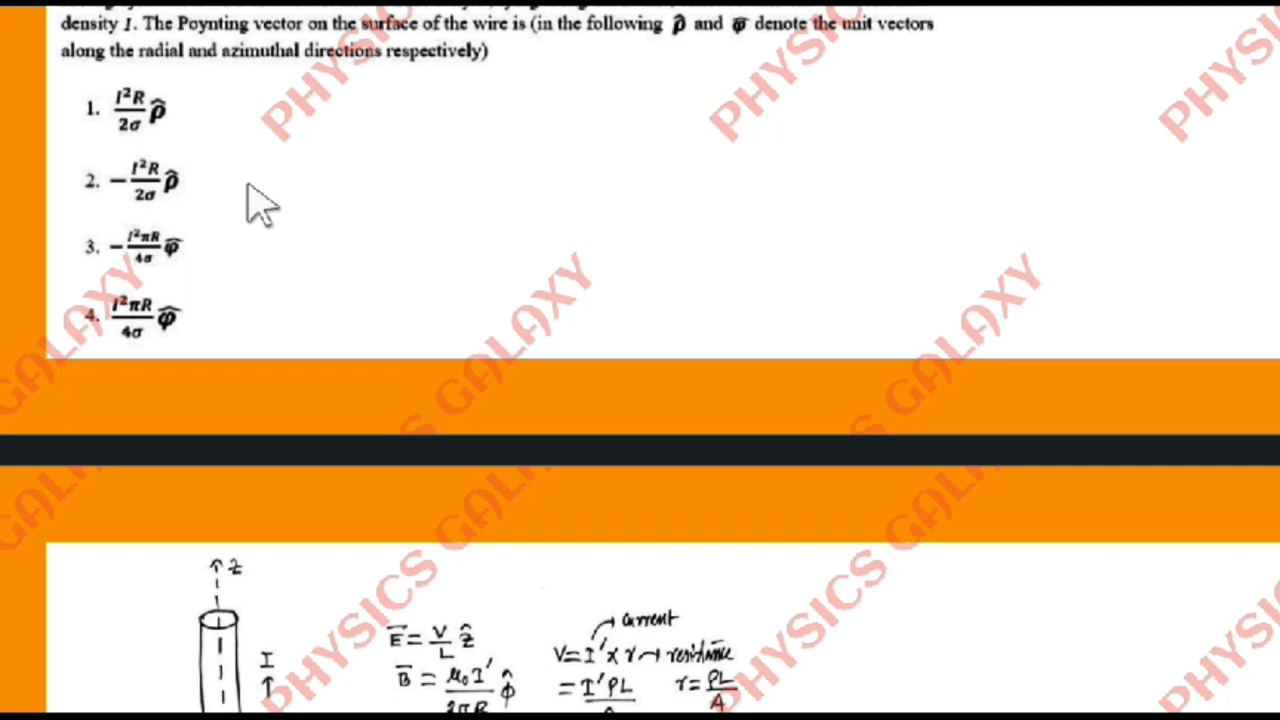 density I. The Poynting vector on the surface of the wire is (in the following ρ̂ and φ̂ denote the unit vectors
along the radial and azimuthal directions respectively)
1. I²R/2σ ρ̂
2. −I²R/2σ ρ̂
3. −I²πR/4σ φ̂
4. I²πR/4σ φ̂
PHYSICS GALAXY
↑ z
I
↑
E̅ = V/L ẑ
B̅ = μ₀I'/2πR φ̂
→ Current
V = I' × r → resistance
= I'ρL/A
r = ρL/A